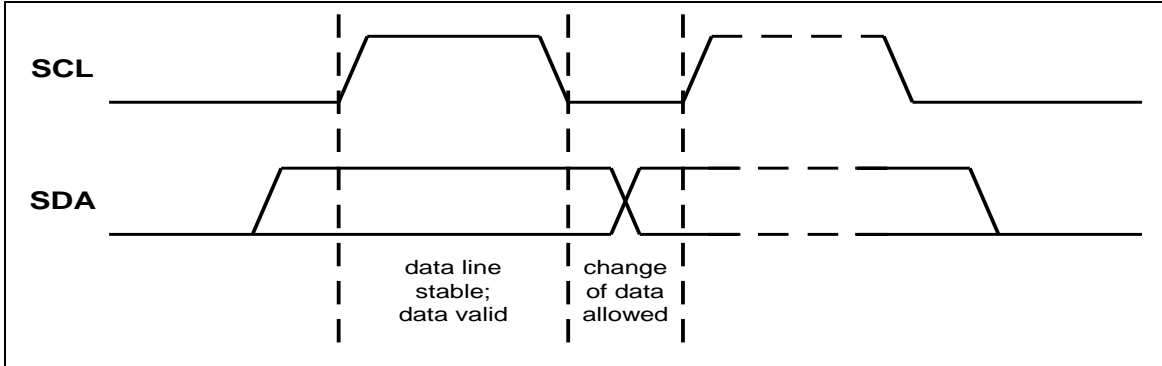 SCL
SDA
data line
stable;
data valid
change
of data
allowed